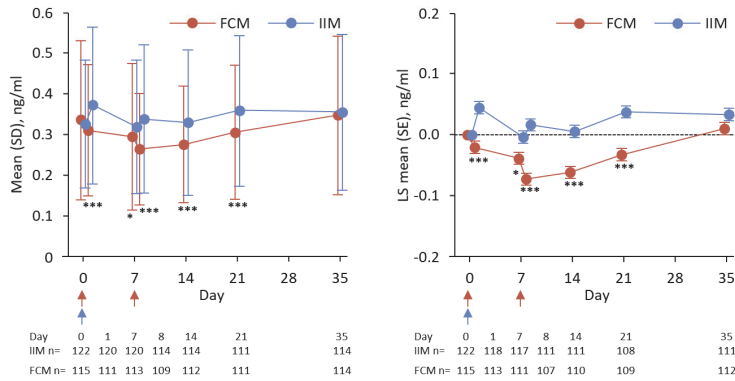 FCM IIM
Mean (SD), ng/ml
0.6
0.5
0.4
0.3
0.2
0.1
0
***
*
***
***
***
0 7 14 21 28 35
Day
Day 0 1 7 8 14 21 35
IIM n= 122 120 120 114 114 111 114
FCM n= 115 111 113 109 112 111 114
FCM IIM
LS mean (SE), ng/ml
0.2
0.1
0.0
-0.1
-0.2
***
*
***
***
***
0 7 14 21 28 35
Day
Day 0 1 7 8 14 21 35
IIM n= 122 118 117 111 111 108 111
FCM n= 115 113 111 107 110 109 112